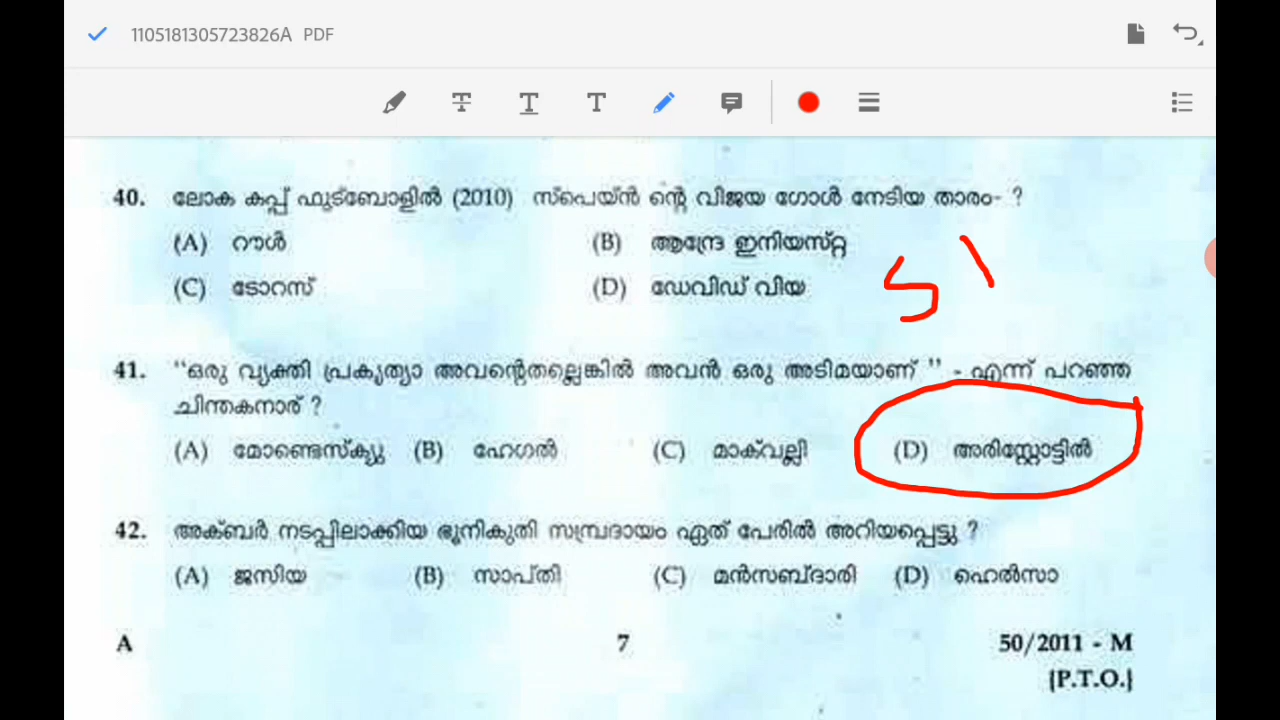 1105181305723826A PDF
40. ലോക കപ്പ് ഫുട്ബോളിൽ (2010) സ്പെയ്ൻ ന്റെ വിജയ ഗോൾ നേടിയ താരം- ?
(A) റൗൾ (B) ആന്ദ്രേ ഇനിയസ്റ്റ
(C) ടോറസ് (D) ഡേവിഡ് വിയ
41. "ഒരു വ്യക്തി പ്രകൃത്യാ അവന്റെതല്ലെങ്കിൽ അവൻ ഒരു അടിമയാണ് " - എന്ന് പറഞ്ഞ
ചിന്തകനാര് ?
(A) മോണ്ടെസ്ക്യു (B) ഹേഗൽ (C) മാക്‌വല്ലി (D) അരിസ്റ്റോട്ടിൽ
42. അക്ബർ നടപ്പിലാക്കിയ ഭൂനികുതി സമ്പ്രദായം ഏത് പേരിൽ അറിയപ്പെട്ടു ?
(A) ജസിയ (B) സാപ്തി (C) മൻസബ്ദാരി (D) ഹെൽസാ
A 7 50/2011 - M
[P.T.O.]